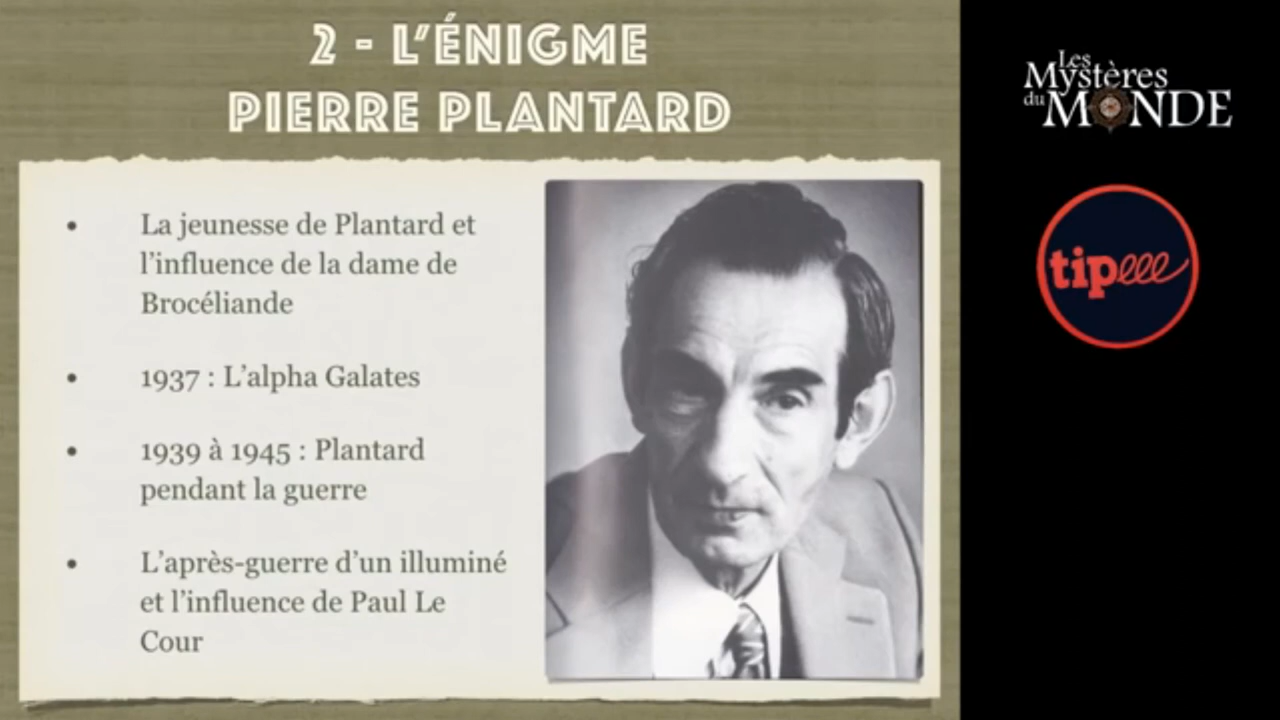 2 - L'ÉNIGME
PIERRE PLANTARD
• La jeunesse de Plantard et
l'influence de la dame de
Brocéliande
• 1937 : L'alpha Galates
• 1939 à 1945 : Plantard
pendant la guerre
• L'après-guerre d'un illuminé
et l'influence de Paul Le
Cour
Les
Mystères
du MONDE
tipeee